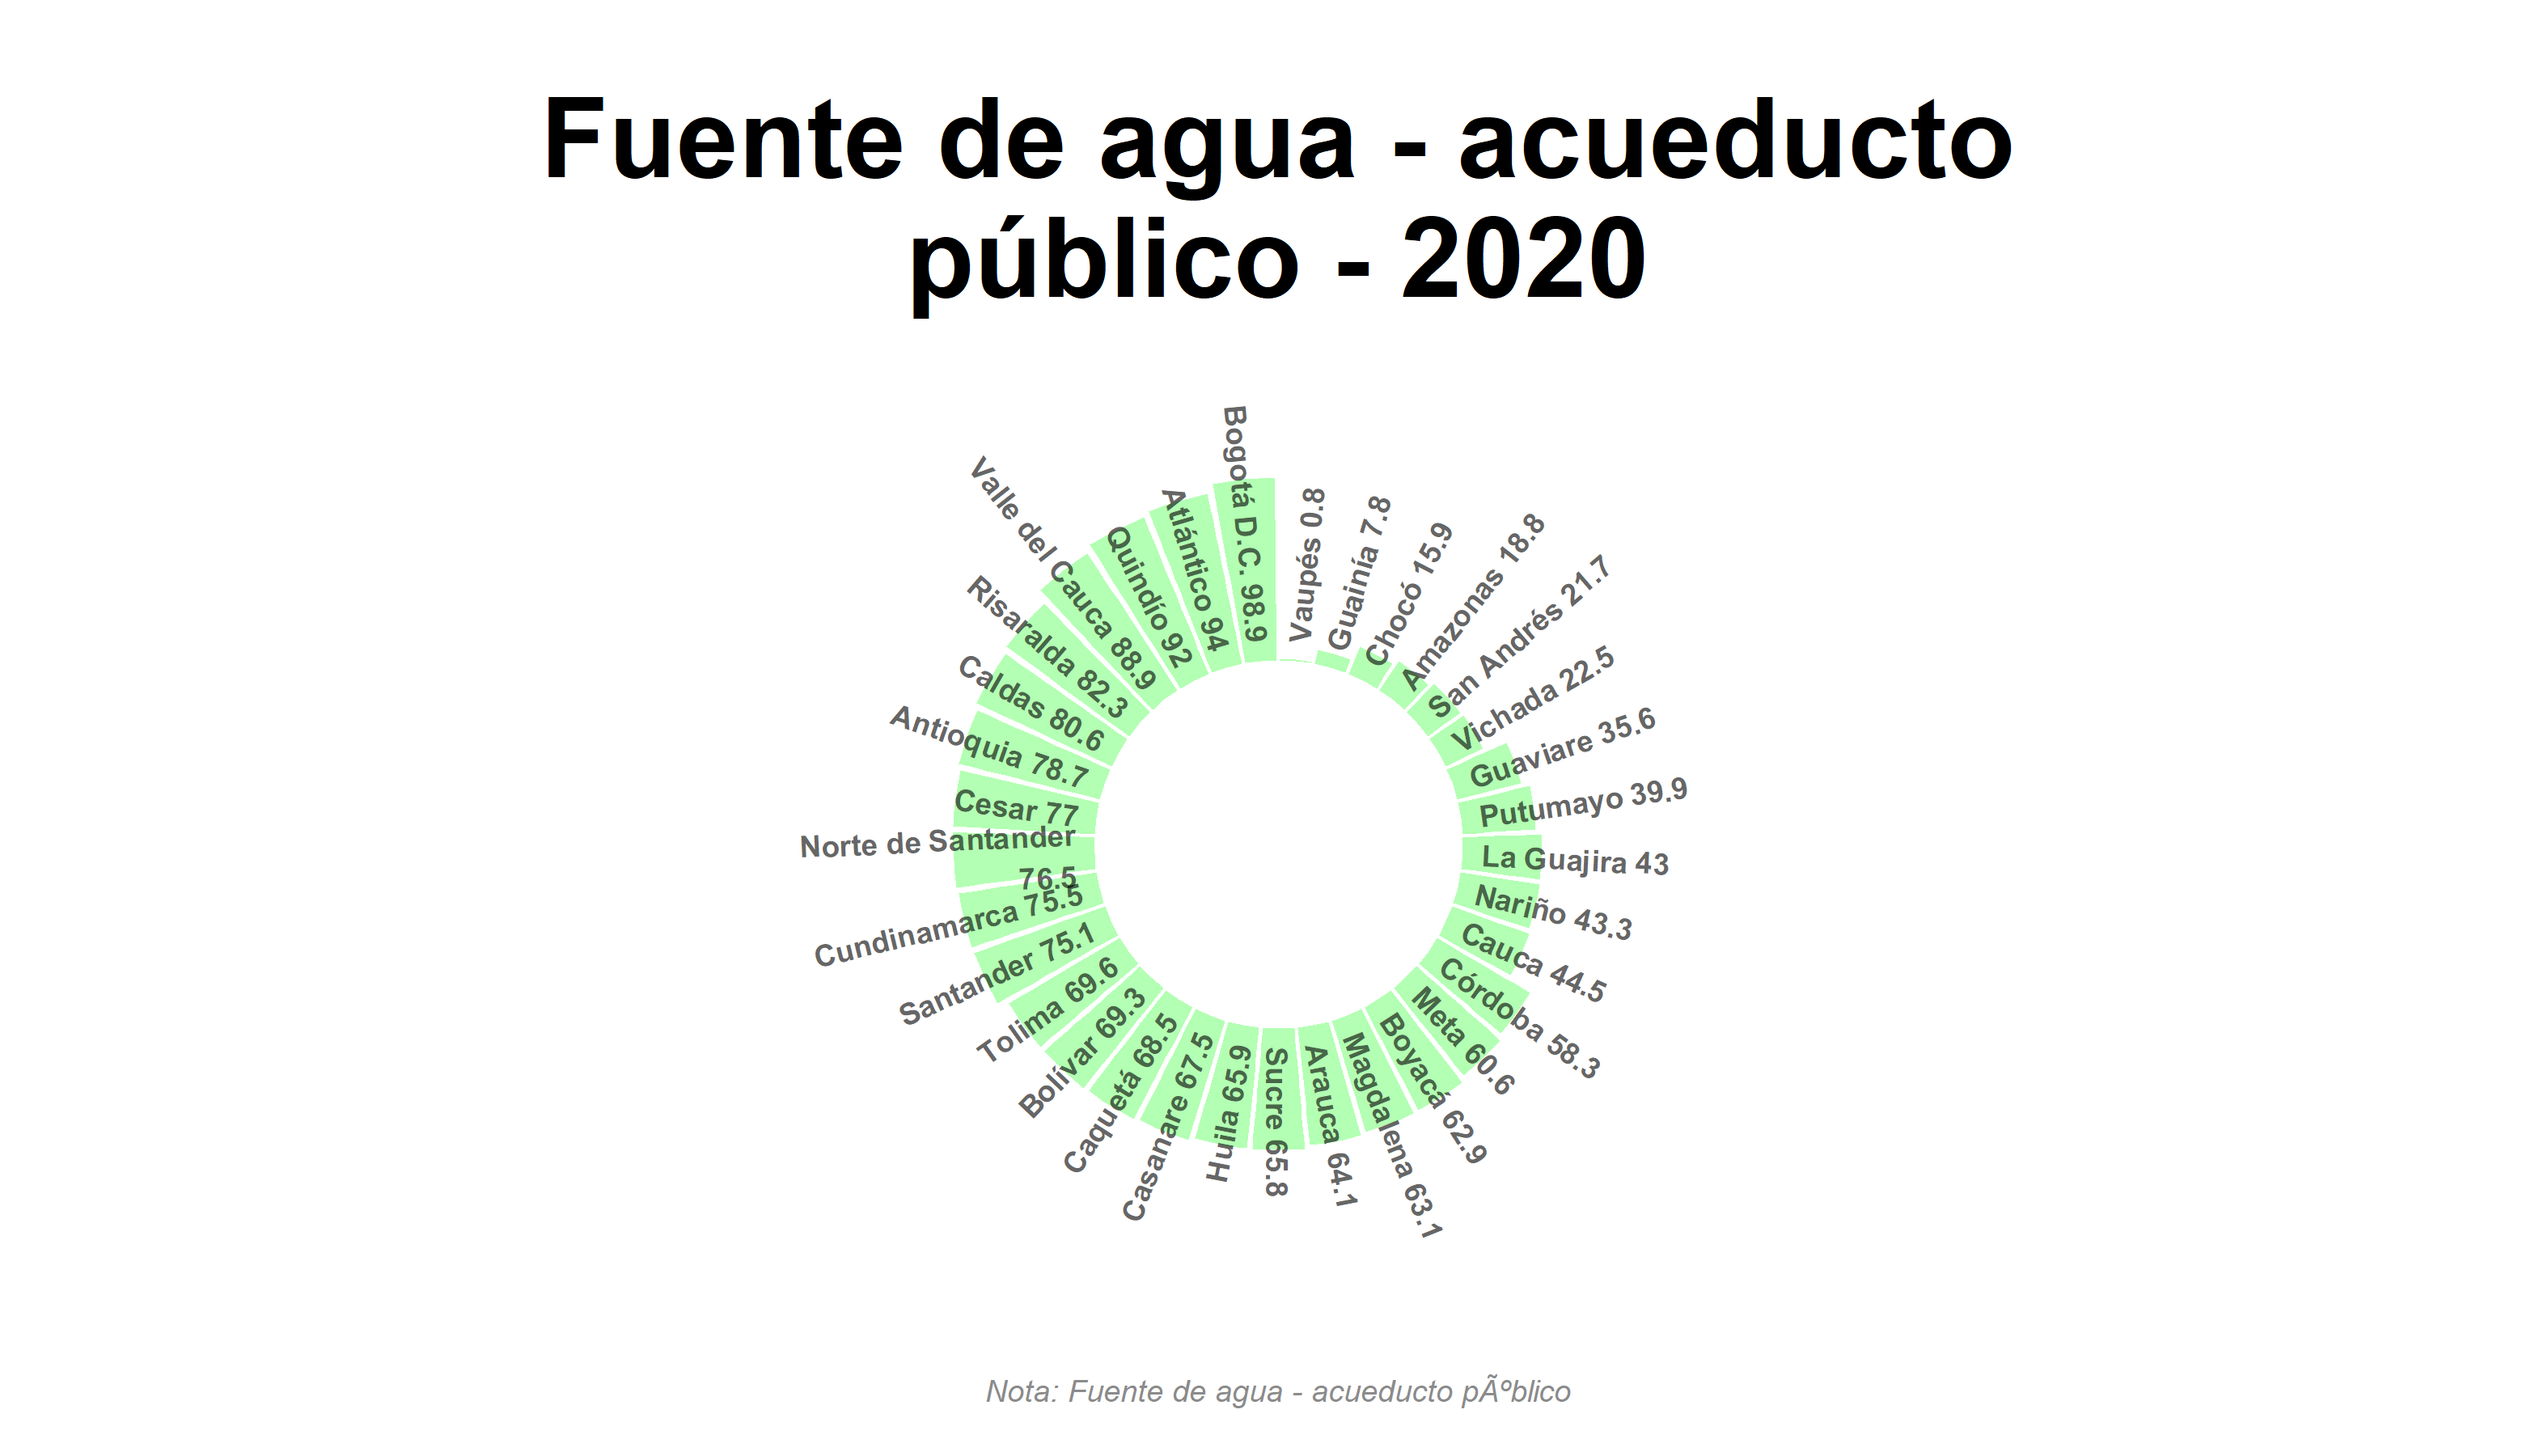 Fuente de agua - acueducto
público - 2020
Vaupés 0.8
Guainía 7.8
Chocó 15.9
Amazonas 18.8
San Andrés 21.7
Vichada 22.5
Guaviare 35.6
Putumayo 39.9
La Guajira 43
Nariño 43.3
Cauca 44.5
Córdoba 58.3
Meta 60.6
Boyacá 62.9
Magdalena 63.1
Arauca 64.1
Sucre 65.8
Huila 65.9
Casanare 67.5
Caquetá 68.5
Bolívar 69.3
Tolima 69.6
Santander 75.1
Cundinamarca 75.5
Norte de Santander
76.5
Cesar 77
Antioquia 78.7
Caldas 80.6
Risaralda 82.3
Valle del Cauca 88.9
Quindío 92
Atlántico 94
Bogotá D.C. 98.9
Nota: Fuente de agua - acueducto pÃºblico